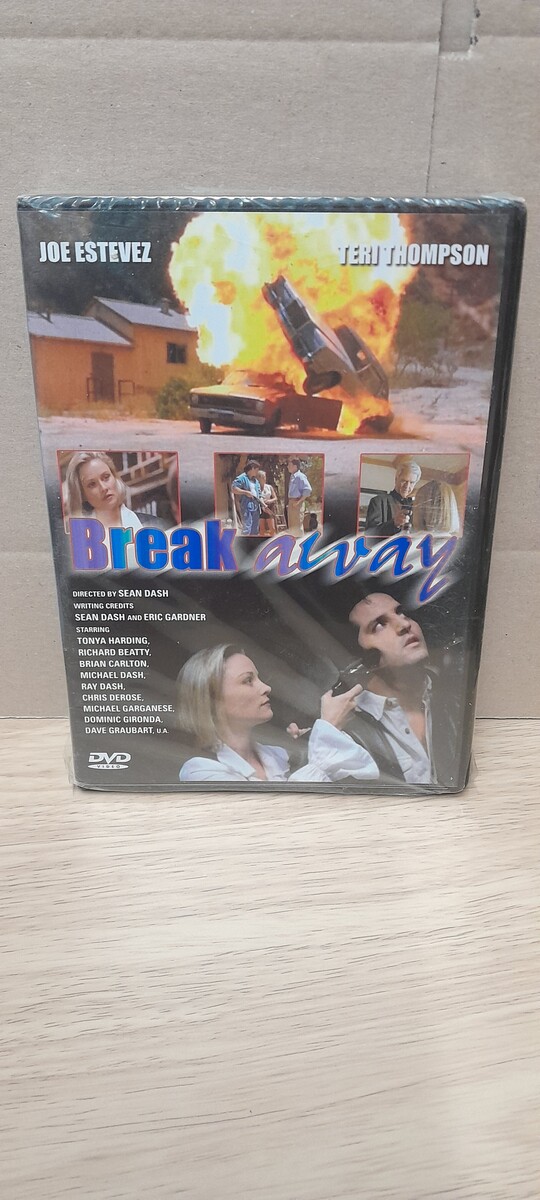 JOE ESTEVEZ
TERI THOMPSON
Break away
DIRECTED BY SEAN DASH
WRITING CREDITS
SEAN DASH AND ERIC GARDNER
STARRING
TONYA HARDING,
RICHARD BEATTY,
BRIAN CARLTON,
MICHAEL DASH,
RAY DASH,
CHRIS DEROSE,
MICHAEL GARGANESE,
DOMINIC GIRONDA,
DAVE GRAUBART, U.A.
DVD
VIDEO